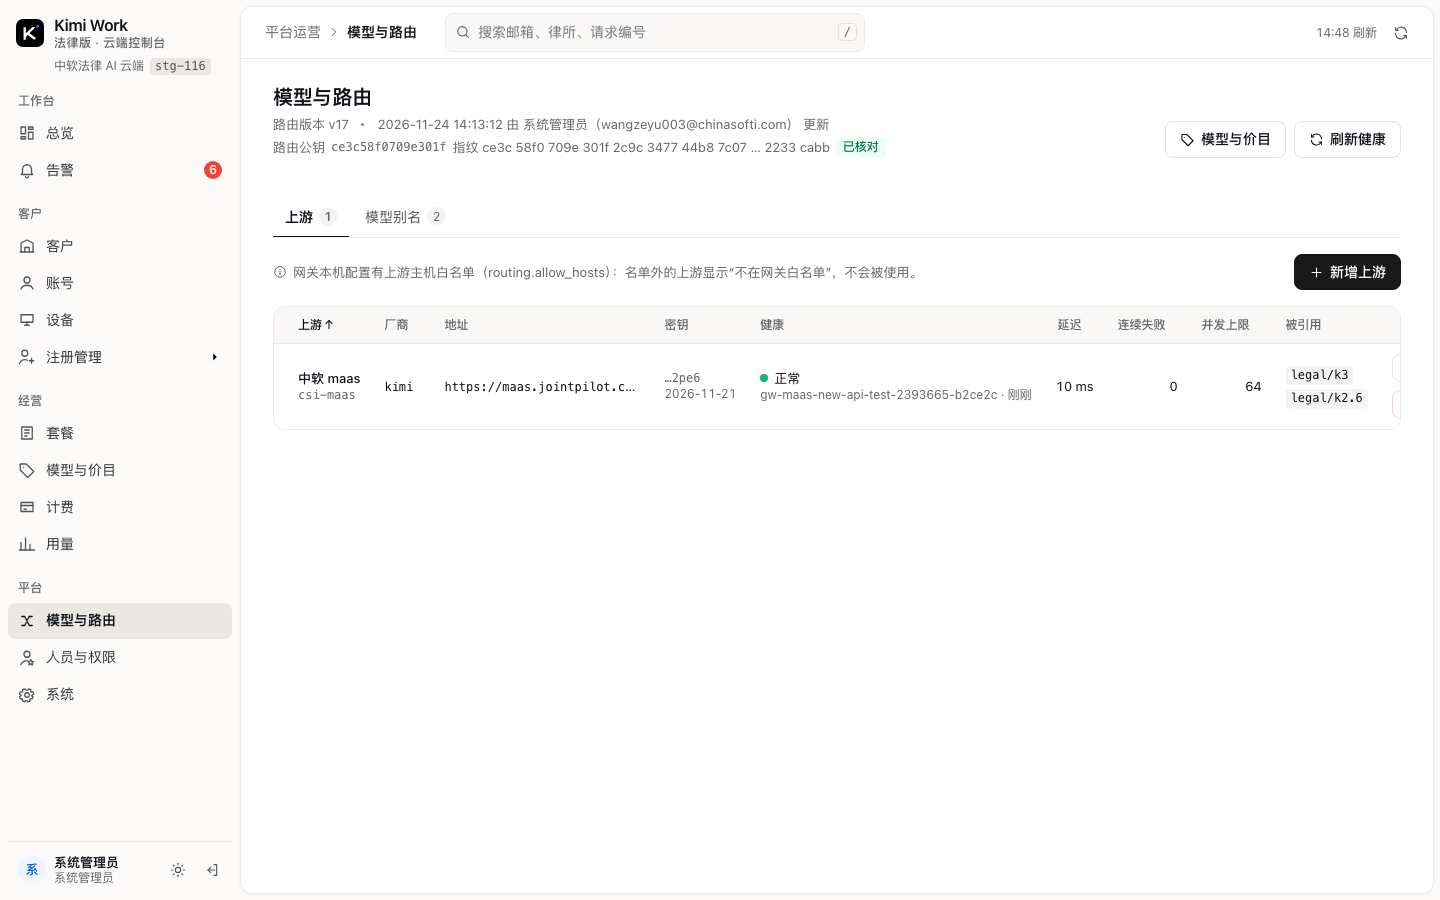 Kimi Work
法律版 · 云端控制台
中软法律 AI 云端 stg-116
工作台
总览
告警 6
客户
客户
账号
设备
注册管理
经营
套餐
模型与价目
计费
用量
平台
模型与路由
人员与权限
系统
系 系统管理员
系统管理员
平台运营 > 模型与路由
搜索邮箱、律所、请求编号 /
14:48 刷新
模型与路由
路由版本 v17 • 2026-11-24 14:13:12 由 系统管理员（wangzeyu003@chinasofti.com） 更新
路由公钥 ce3c58f0709e301f 指纹 ce3c 58f0 709e 301f 2c9c 3477 44b8 7c07 … 2233 cabb 已核对
模型与价目 刷新健康
上游 1 模型别名 2
网关本机配置有上游主机白名单（routing.allow_hosts）：名单外的上游显示“不在网关白名单”，不会被使用。
+ 新增上游
上游↑ 厂商 地址 密钥 健康 延迟 连续失败 并发上限 被引用
中软 maas kimi https://maas.jointpilot.c… …2pe6 正常 10 ms 0 64 legal/k3
csi-maas 2026-11-21 gw-maas-new-api-test-2393665-b2ce2c · 刚刚 legal/k2.6